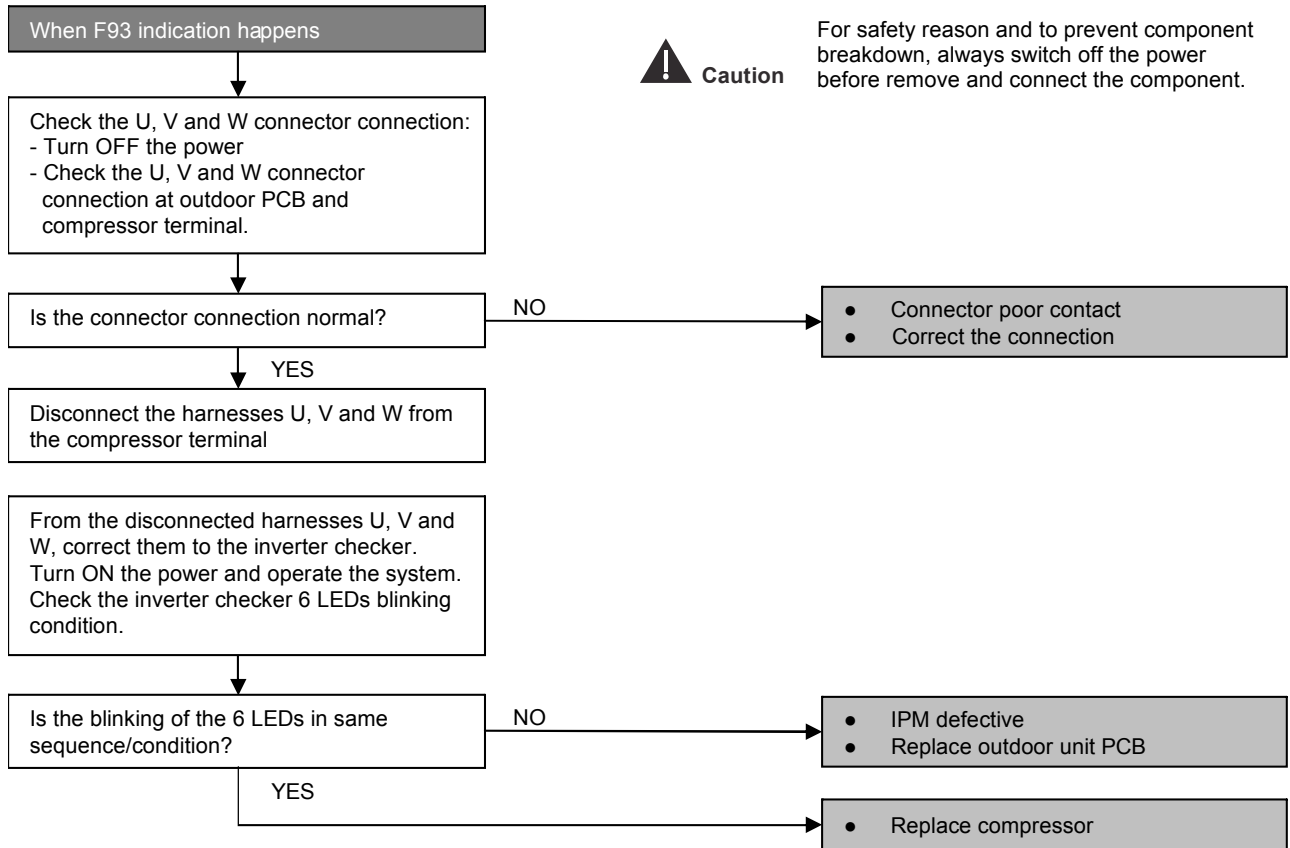 When F93 indication happens
Caution
For safety reason and to prevent component
breakdown, always switch off the power
before remove and connect the component.
Check the U, V and W connector connection:
- Turn OFF the power
- Check the U, V and W connector
connection at outdoor PCB and
compressor terminal.
Is the connector connection normal?
NO
● Connector poor contact
● Correct the connection
YES
Disconnect the harnesses U, V and W from
the compressor terminal
From the disconnected harnesses U, V and
W, correct them to the inverter checker.
Turn ON the power and operate the system.
Check the inverter checker 6 LEDs blinking
condition.
Is the blinking of the 6 LEDs in same
sequence/condition?
NO
● IPM defective
● Replace outdoor unit PCB
YES
● Replace compressor